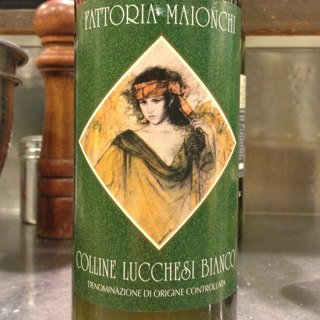 FATTORIA MAIONCHI
COLLINE LUCCHESI BIANCO
DENOMINAZIONE DI ORIGINE CONTROLLATA